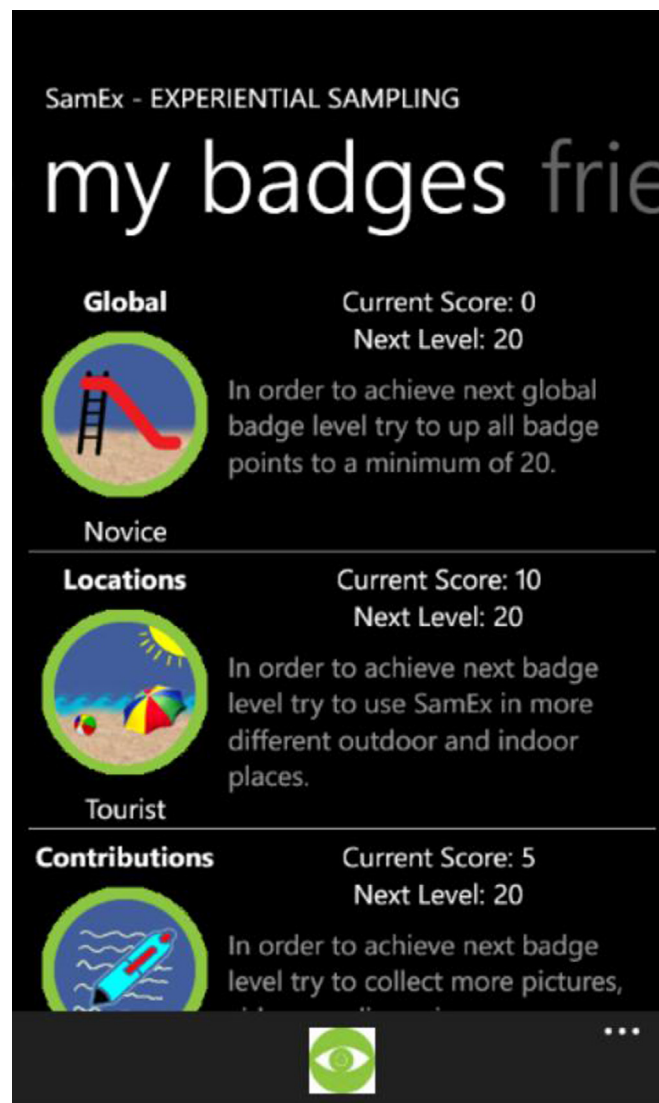 SamEx - EXPERIENTIAL SAMPLING
my badges frie
Global
Current Score: 0
Next Level: 20
In order to achieve next global
badge level try to up all badge
points to a minimum of 20.
Novice
Locations
Current Score: 10
Next Level: 20
In order to achieve next badge
level try to use SamEx in more
different outdoor and indoor
places.
Tourist
Contributions
Current Score: 5
Next Level: 20
In order to achieve next badge
level try to collect more pictures,